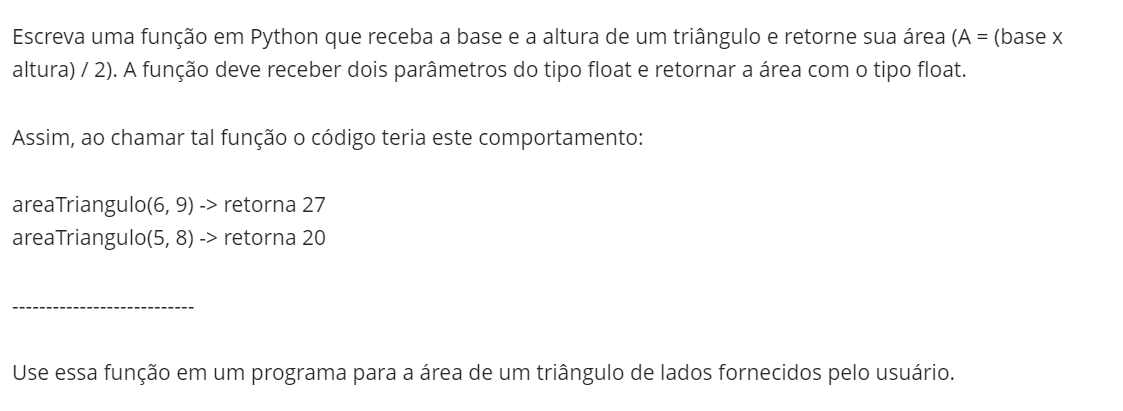 Escreva uma função em Python que receba a base e a altura de um triângulo e retorne sua área (A = (base x
altura) / 2). A função deve receber dois parâmetros do tipo float e retornar a área com o tipo float.
Assim, ao chamar tal função o código teria este comportamento:
areaTriangulo(6, 9) -> retorna 27
areaTriangulo(5, 8) -> retorna 20
---------------------------
Use essa função em um programa para a área de um triângulo de lados fornecidos pelo usuário.